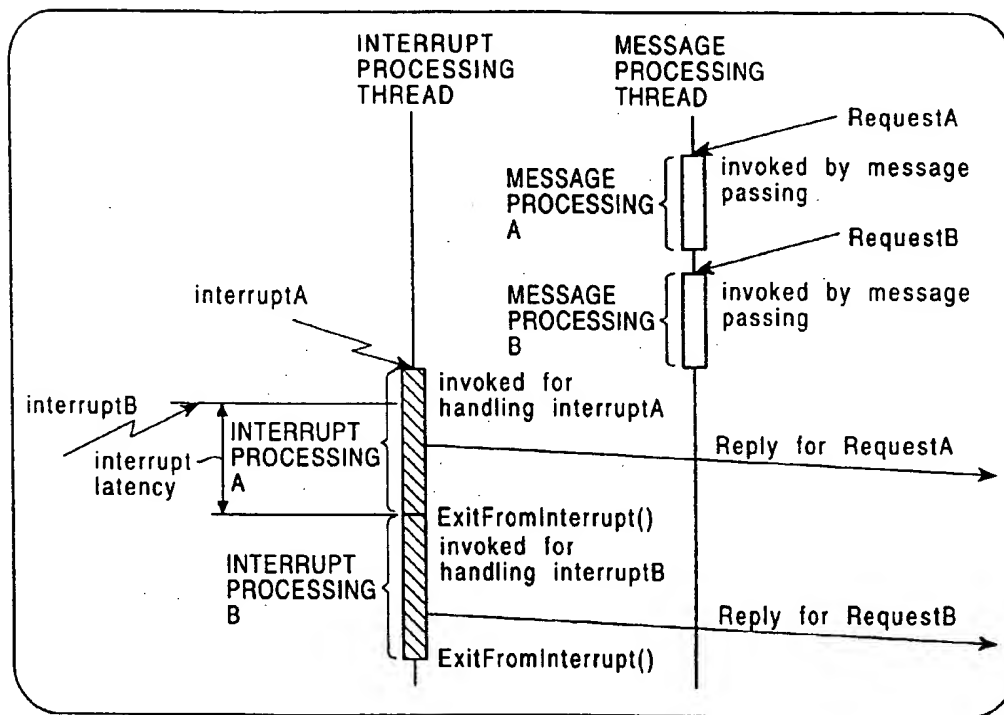 INTERRUPT
PROCESSING
THREAD
MESSAGE
PROCESSING
THREAD
RequestA
invoked by message
passing
MESSAGE
PROCESSING
A
RequestB
invoked by message
passing
MESSAGE
PROCESSING
B
interruptA
invoked for
handling interruptA
interruptB
interrupt
latency
INTERRUPT
PROCESSING
A
Reply for RequestA
ExitFromInterrupt()
invoked for
handling interruptB
INTERRUPT
PROCESSING
B
Reply for RequestB
ExitFromInterrupt()